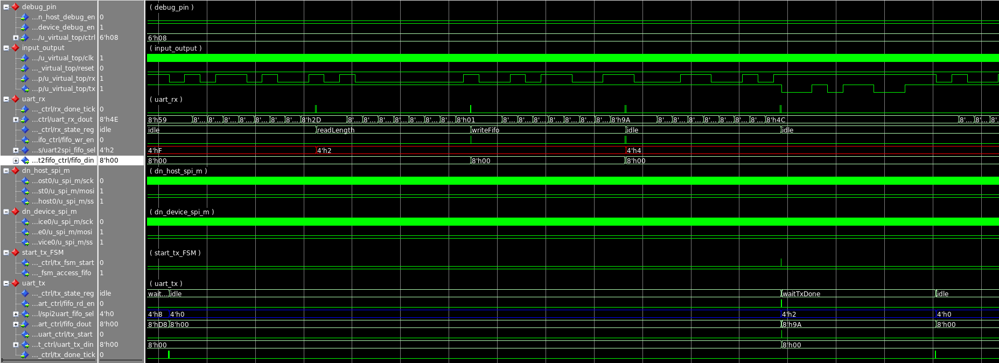 debug_pin ( debug_pin )
...n_host_debug_en 0
...device_debug_en 1
.../u_virtual_top/ctrl 6'h08 6'h08
input_output ( input_output )
.../u_virtual_top/clk 1
..._virtual_top/reset 0
...p/u_virtual_top/rx 1
...p/u_virtual_top/tx 1
uart_rx ( uart_rx )
..._ctrl/rx_done_tick 0
...ctrl/uart_rx_dout 8'h4E 8'h59 8'... 8'... 8'... 8'... 8'... 8'... 8'... 8'h2D 8'... 8'... 8'... 8'... 8'... 8'... 8'... 8'h01 8'... 8'... 8'... 8'... 8'... 8'... 8'... 8'h9A 8'... 8'... 8'... 8'... 8'... 8'... 8'... 8'h4C 8'... 8'... 8'.
..._ctrl/rx_state_reg idle idle readLength writeFifo idle idle
...ifo_ctrl/fifo_wr_en 0
...s/uart2spi_fifo_sel 4'h2 4'hF 4'h2 4'h4
...t2fifo_ctrl/fifo_din 8'h00 8'h00 8'h00 8'h00
dn_host_spi_m ( dn_host_spi_m )
...ost0/u_spi_m/sck 0
...st0/u_spi_m/mosi 1
...host0/u_spi_m/ss 1
dn_device_spi_m ( dn_device_spi_m )
...ice0/u_spi_m/sck 0
...e0/u_spi_m/mosi 1
...vice0/u_spi_m/ss 1
start_tx_FSM ( start_tx_FSM )
..._ctrl/tx_fsm_start 0
..._fsm_access_fifo 1
uart_tx ( uart_tx )
..._ctrl/tx_state_reg idle wait... idle waitTxDone idle
...art_ctrl/fifo_rd_en 0
...l/spi2uart_fifo_sel 4'h0 4'h8 4'h0 4'h2 4'h0
...art_ctrl/fifo_dout 8'h00 8'hD8 8'h00 8'h9A 8'h00
...uart_ctrl/tx_start 0
...t_ctrl/uart_tx_din 8'h00 8'h00 8'h00
..._ctrl/tx_done_tick 0